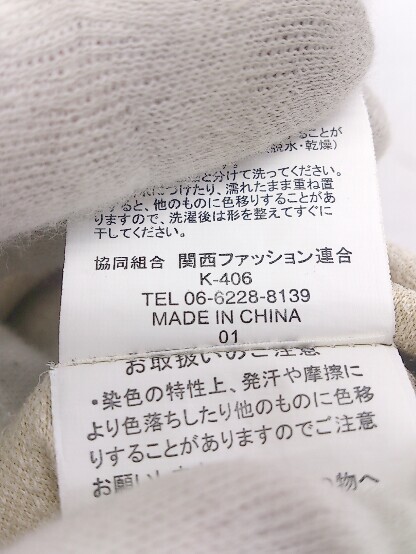 することが
(脱水・乾燥)
と分けて洗ってください。
につけたり、濡れたまま重ね置
すると、他のものに色移りすることがあ
りますので、洗濯後は形を整えてすぐに
干してください。
協同組合 関西ファッション連合
K-406
TEL 06-6228-8139
MADE IN CHINA
01
お取扱いのご注意
・染色の特性上、発汗や摩擦に
より色落ちしたり他のものに色移
りすることがありますのでご注意
お願い
の物へ